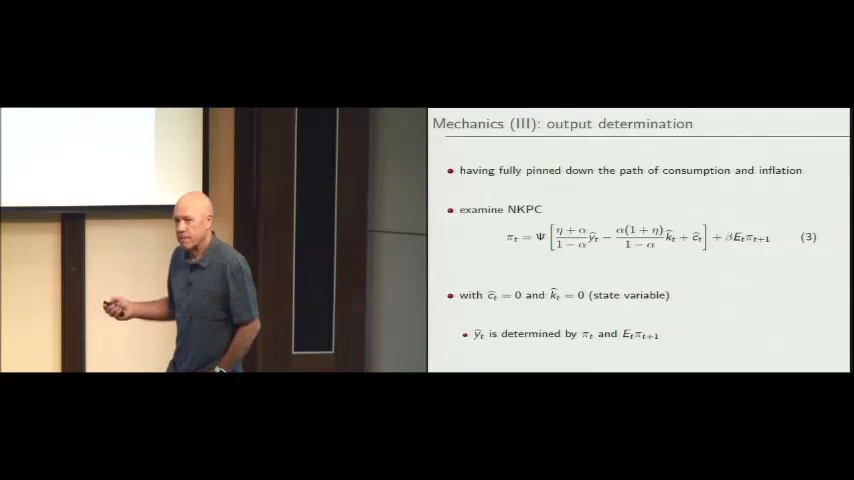 Mechanics (III): output determination
having fully pinned down the path of consumption and inflation
examine NKPC
π_t = Ψ [ (η + α)/(1 − α) ŷ_t − α(1 + η)/(1 − α) k̂_t + ĉ_t ] + βE_tπ_{t+1} (3)
with ĉ_t = 0 and k̂_t = 0 (state variable)
ŷ_t is determined by π_t and E_tπ_{t+1}